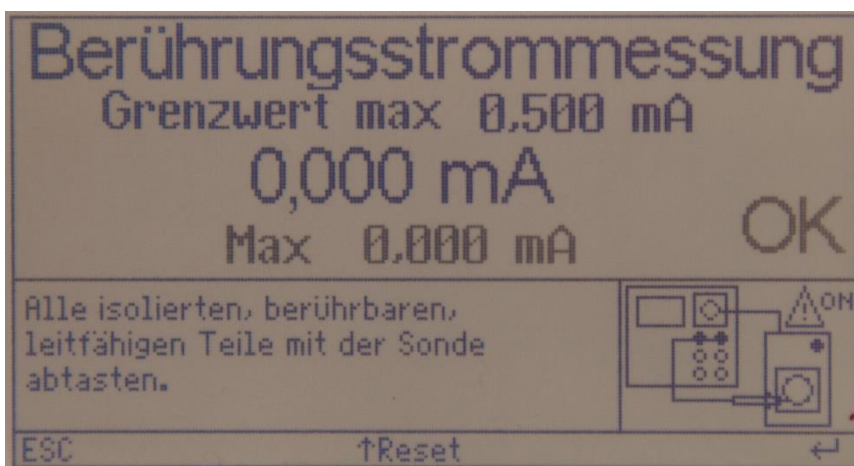 Berührungsstrommessung
Grenzwert max 0,500 mA
0,000 mA
OK
Max 0,000 mA
Alle isolierten, berührbaren,
leitfähigen Teile mit der Sonde
abtasten.
ON
ESC ↑Reset ↵